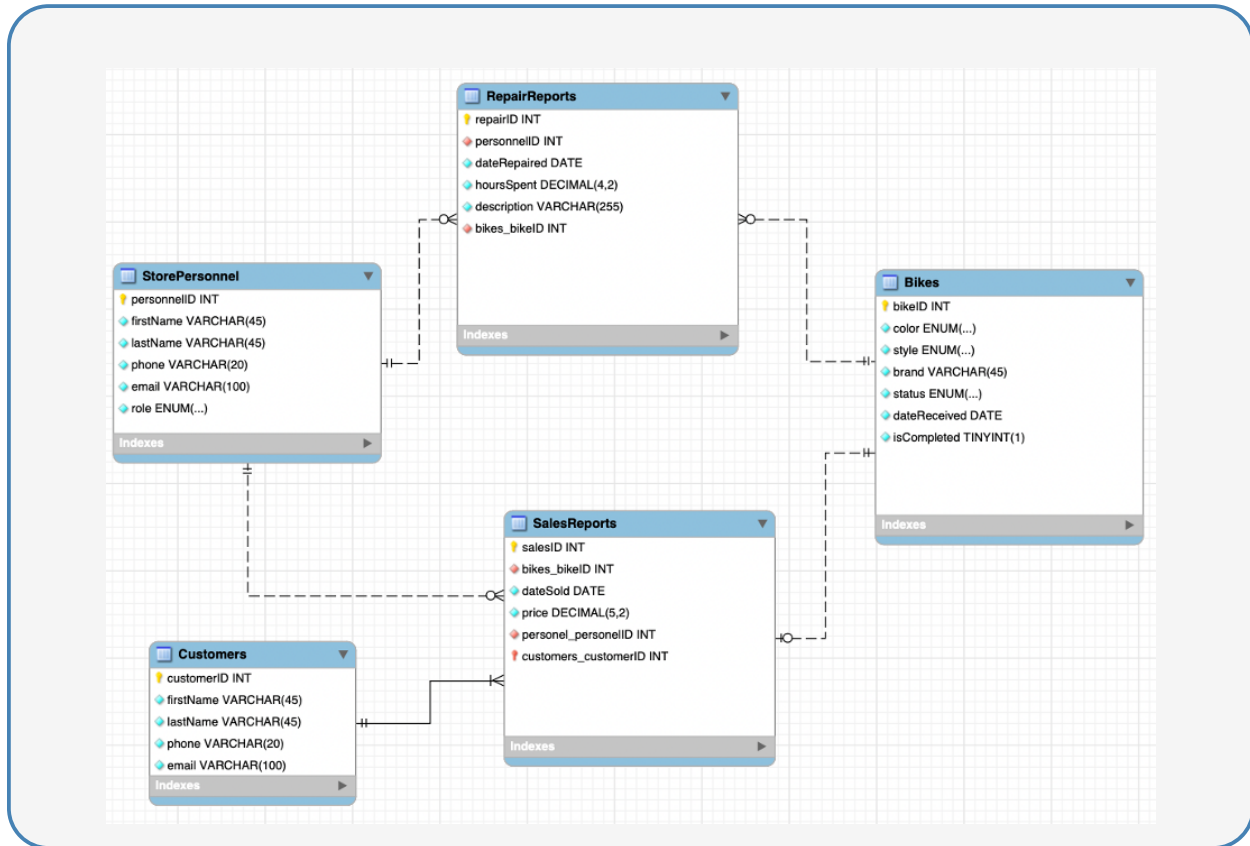 RepairReports
repairID INT
personnelID INT
dateRepaired DATE
hoursSpent DECIMAL(4,2)
description VARCHAR(255)
bikes_bikeID INT
Indexes
StorePersonnel
personnelID INT
firstName VARCHAR(45)
lastName VARCHAR(45)
phone VARCHAR(20)
email VARCHAR(100)
role ENUM(...)
Indexes
Bikes
bikeID INT
color ENUM(...)
style ENUM(...)
brand VARCHAR(45)
status ENUM(...)
dateReceived DATE
isCompleted TINYINT(1)
Indexes
SalesReports
salesID INT
bikes_bikeID INT
dateSold DATE
price DECIMAL(5,2)
personel_personelID INT
customers_customerID INT
Indexes
Customers
customerID INT
firstName VARCHAR(45)
lastName VARCHAR(45)
phone VARCHAR(20)
email VARCHAR(100)
Indexes